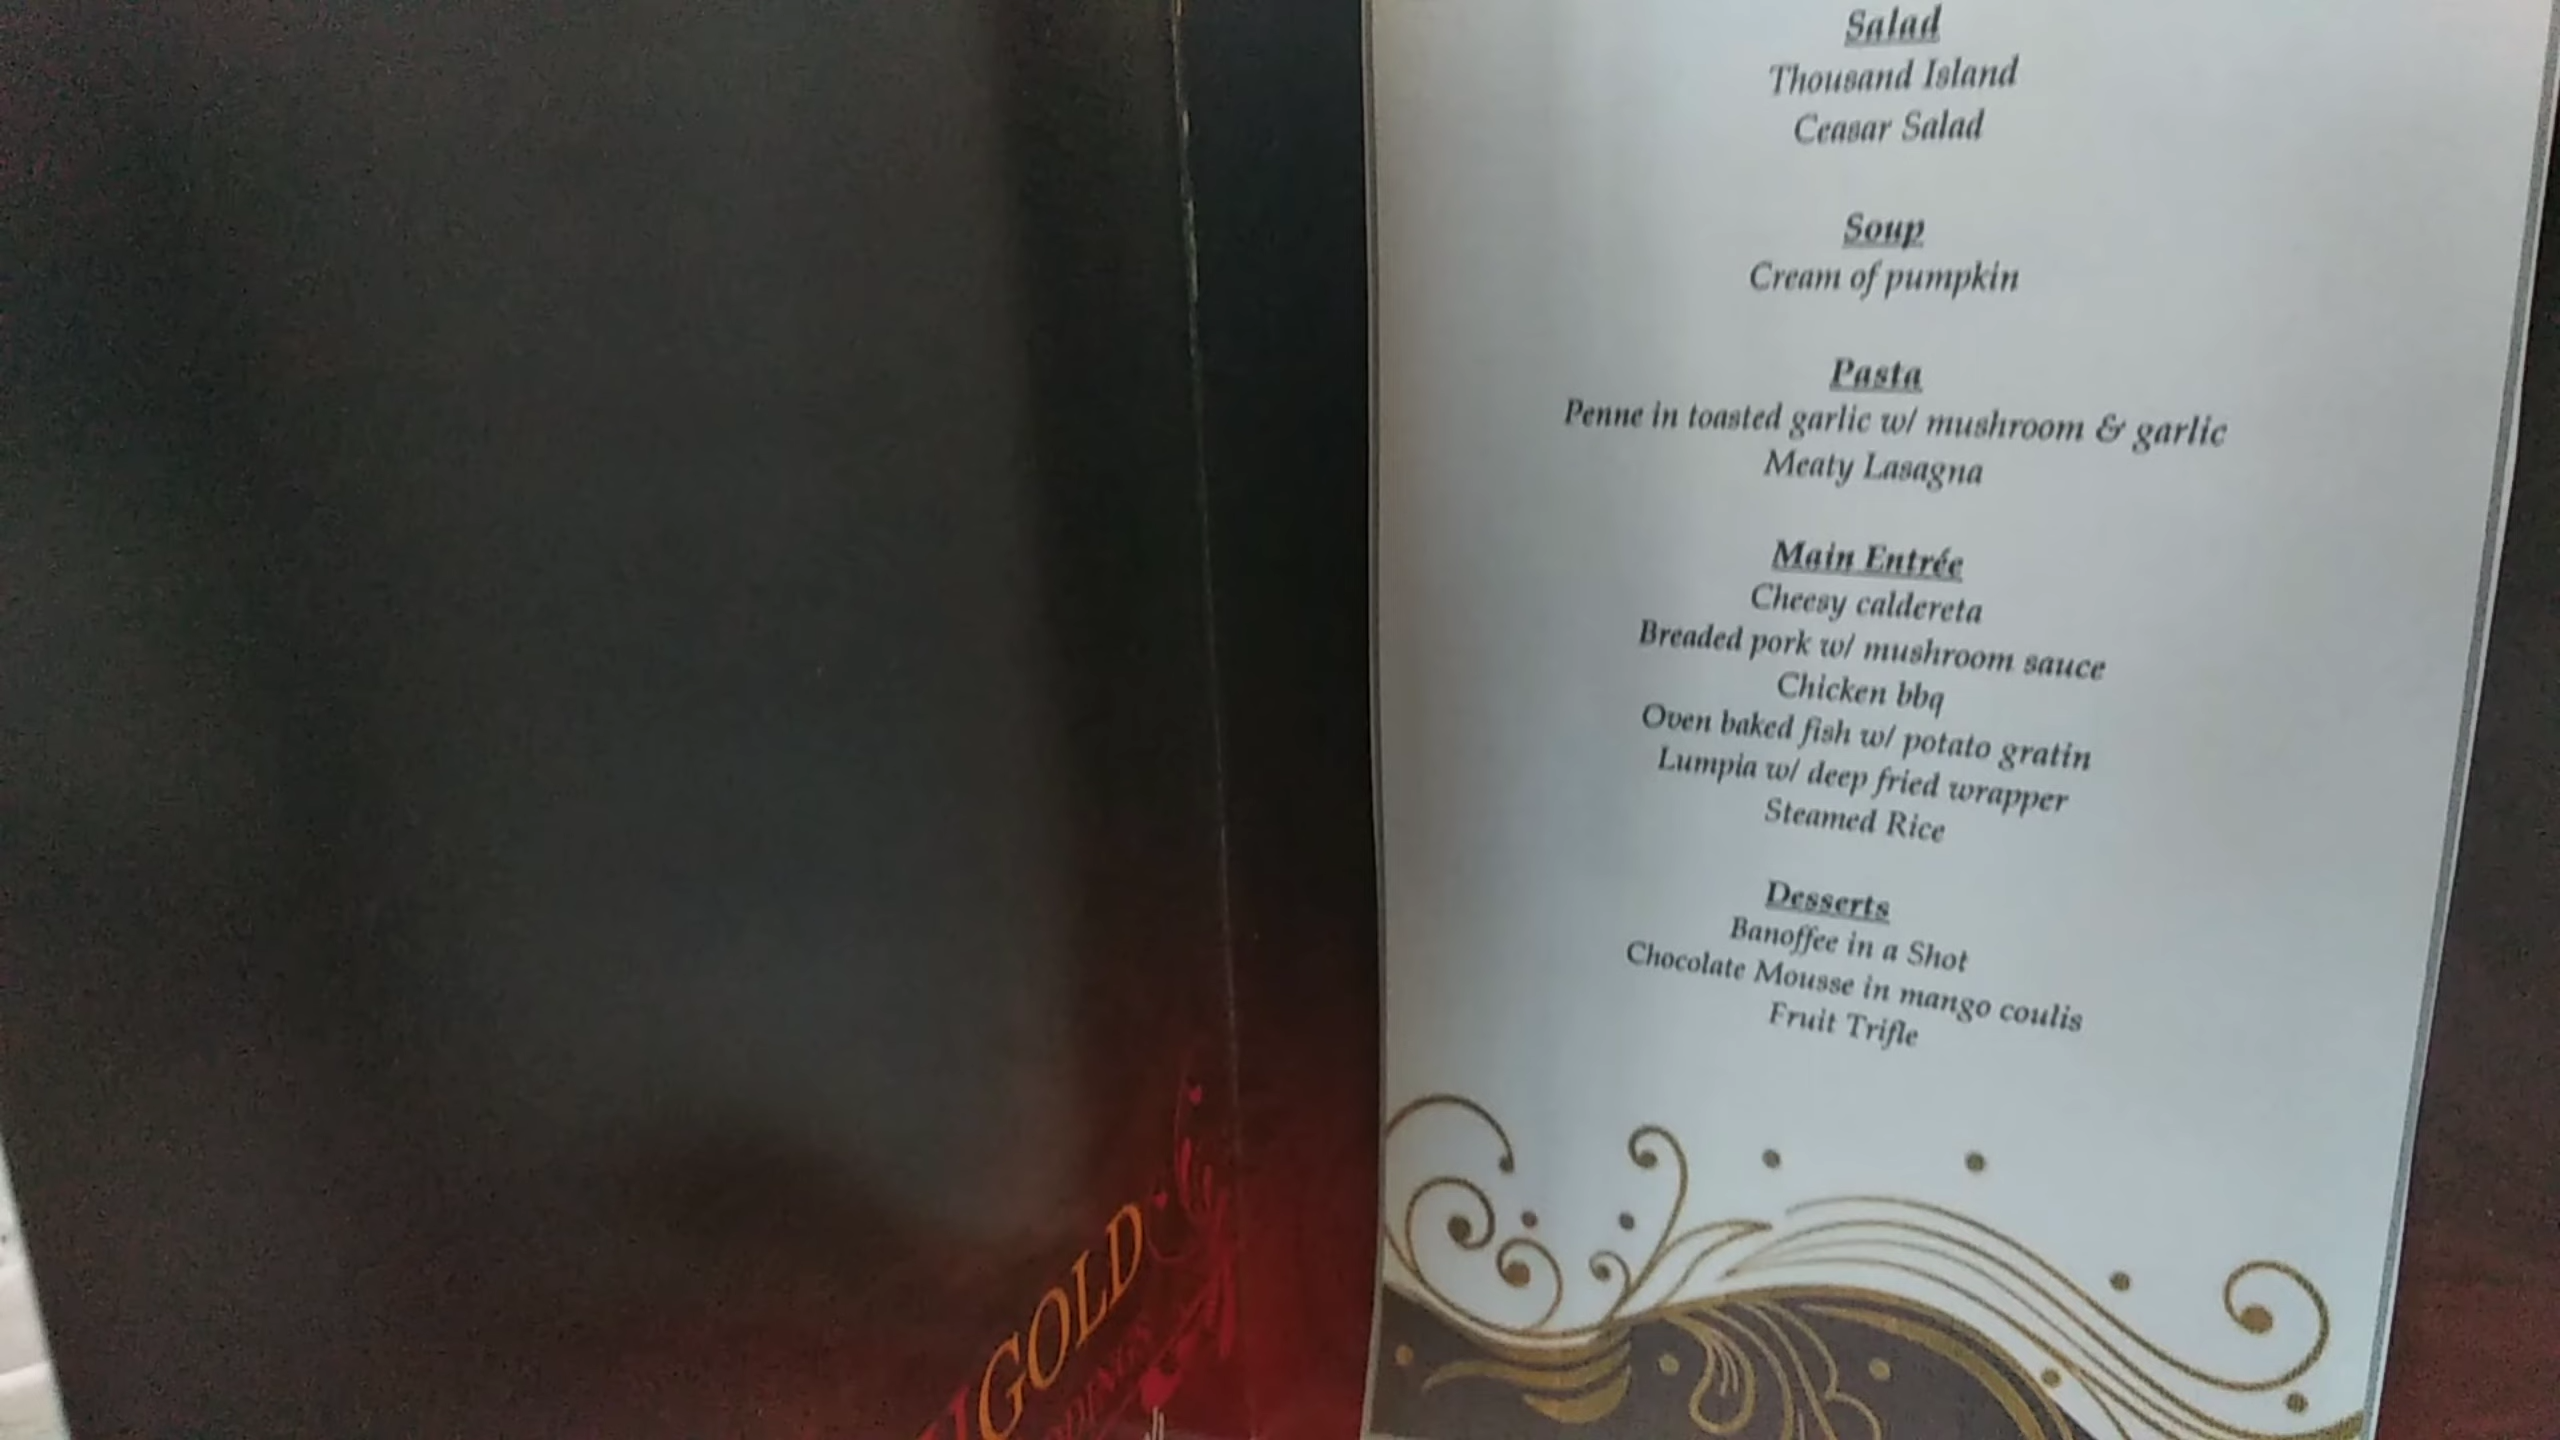 Salad
Thousand Island
Ceasar Salad
Soup
Cream of pumpkin
Pasta
Penne in toasted garlic w/ mushroom & garlic
Meaty Lasagna
Main Entrée
Cheesy caldereta
Breaded pork w/ mushroom sauce
Chicken bbq
Oven baked fish w/ potato gratin
Lumpia w/ deep fried wrapper
Steamed Rice
Desserts
Banoffee in a Shot
Chocolate Mousse in mango coulis
Fruit Trifle
GOLD